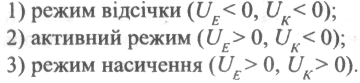 1) режим відсічки (U_E < 0, U_K < 0);
2) активний режим (U_E > 0, U_K < 0);
3) режим насичення (U_E > 0, U_K > 0).